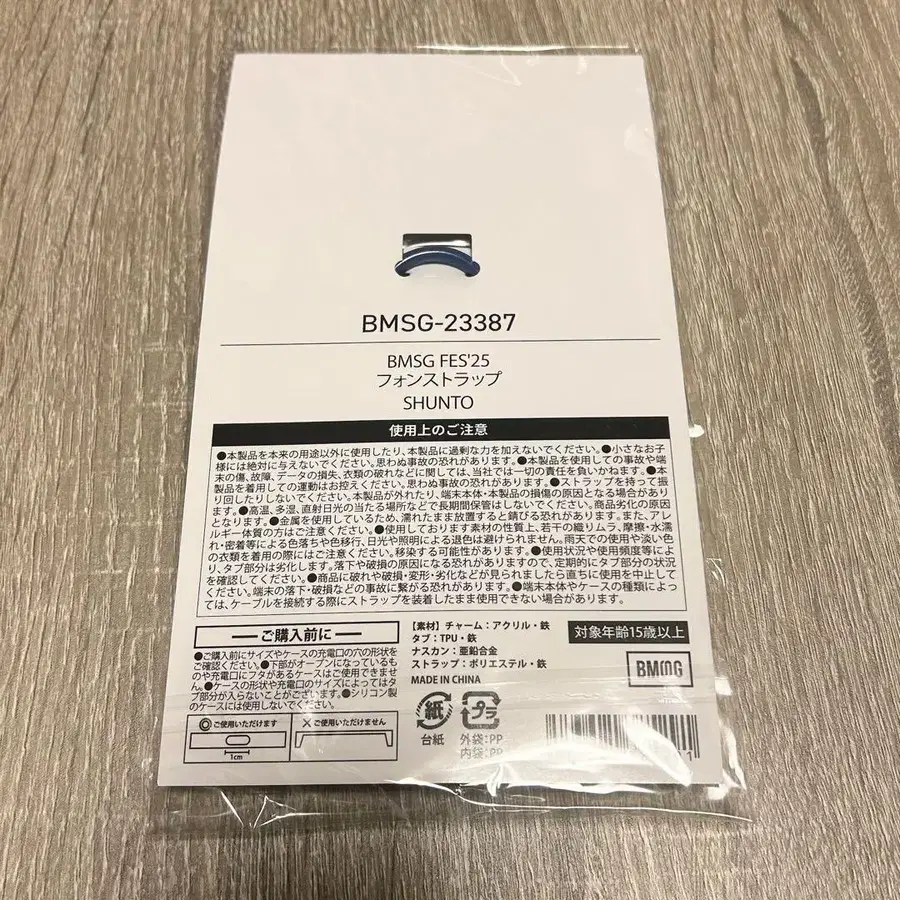 BMSG-23387
BMSG FES'25
フォンストラップ
SHUNTO
使用上のご注意
●本製品を本来の用途以外に使用したり、本製品に過剰な力を加えないでください。●小さなお子
様には絶対に与えないでください。思わぬ事故の恐れがあります。●本製品を使用しての事故や端
末の傷、故障、データの損失、衣類の破れなどに関しては、当社では一切の責任を負いかねます。●本
製品を着用しての運動はお控えください。思わぬ事故の恐れがあります。●ストラップを持って振
り回したりしないでください。本製品が外れたり、端末本体・本製品の損傷の原因となる場合があり
ます。●高温、多湿、直射日光の当たる場所などで長期間保管はしないでください。商品劣化の原因
となります。●金属を使用しているため、濡れたまま放置すると錆びる恐れがあります。また、アレ
ルギー体質の方はご注意ください。●使用しております素材の性質上、若干の織りムラ、摩擦・水濡
れ・密着等による色落ちや色移行、日光や照明による退色は避けられません。雨天での使用や淡い色
の衣類を着用の際にはご注意ください。移染する可能性があります。●使用状況や使用頻度等によ
り、タブ部分は劣化します。落下や破損の原因になる恐れがありますので、定期的にタブ部分の状況
を確認してください。●商品に破れや破損・変形・劣化などが見られましたら直ちに使用を中止して
ください。端末の落下・破損などの事故に繋がる恐れがあります。●端末本体やケースの種類によっ
ては、ケーブルを接続する際にストラップを装着したまま使用できない場合があります。
ご購入前に
●ご購入前にサイズやケースの充電口の穴の形状を
ご確認ください。●下部がオープンになっているも
のや充電口にフタがあるケースはご使用できませ
ん。●ケースの形状や充電口のサイズによってはタ
ブ部分が入らないことがございます。●シリコン製
のケースには使用しないでください。
◎ご使用いただけます
×ご使用いただけません
1cm
【素材】チャーム：アクリル・鉄
タブ：TPU・鉄
ナスカン：亜鉛合金
ストラップ：ポリエステル・鉄
MADE IN CHINA
紙
台紙
プラ
外袋：PP
内袋：PP
対象年齢15歳以上
BMSG
1